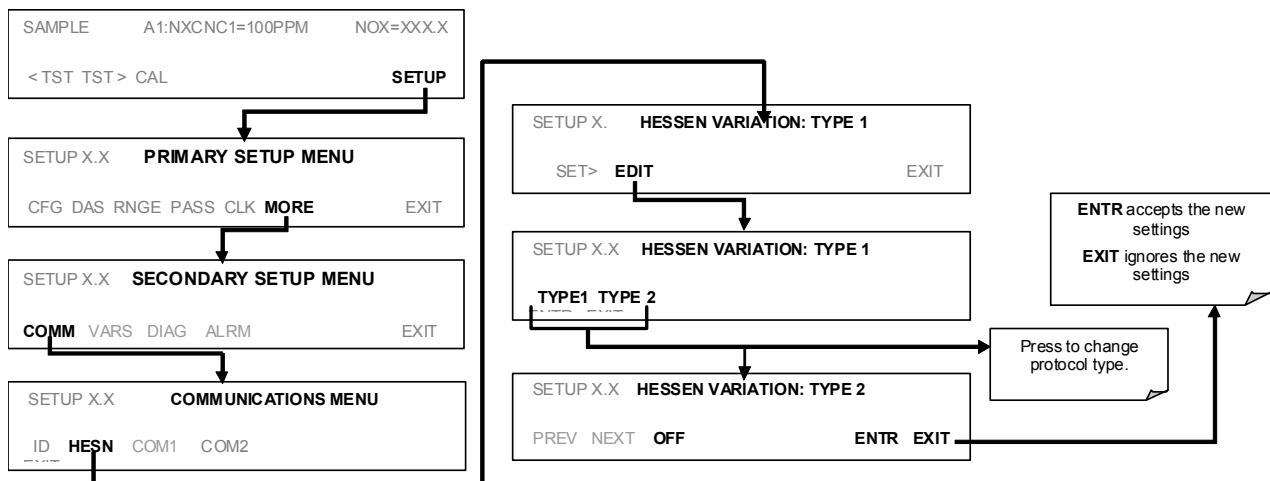 SAMPLE A1:NXCNC1=100PPM NOX=XXX.X
< TST TST > CAL SETUP
SETUP X.X PRIMARY SETUP MENU
CFG DAS RNGE PASS CLK MORE EXIT
SETUP X.X SECONDARY SETUP MENU
COMM VARS DIAG ALRM EXIT
SETUP X.X COMMUNICATIONS MENU
ID HESN COM1 COM2
EXIT
SETUP X. HESSEN VARIATION: TYPE 1
SET> EDIT EXIT
SETUP X.X HESSEN VARIATION: TYPE 1
TYPE1 TYPE 2
ENTR EXIT
Press to change
protocol type.
SETUP X.X HESSEN VARIATION: TYPE 2
PREV NEXT OFF ENTR EXIT
ENTR accepts the new
settings
EXIT ignores the new
settings